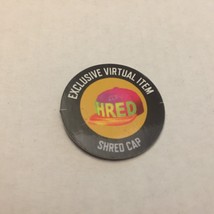 EXCLUSIVE VIRTUAL ITEM
HRED
SHRED CAP